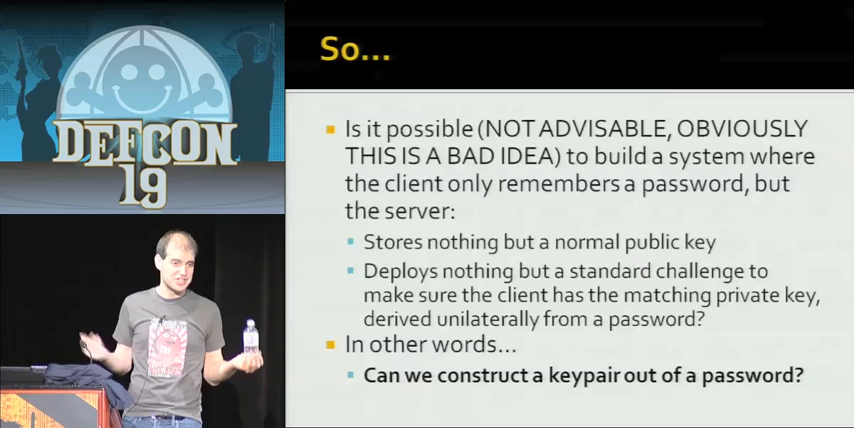 DEFCON
19
So...
Is it possible (NOT ADVISABLE, OBVIOUSLY
THIS IS A BAD IDEA) to build a system where
the client only remembers a password, but
the server:
Stores nothing but a normal public key
Deploys nothing but a standard challenge to
make sure the client has the matching private key,
derived unilaterally from a password?
In other words...
Can we construct a keypair out of a password?